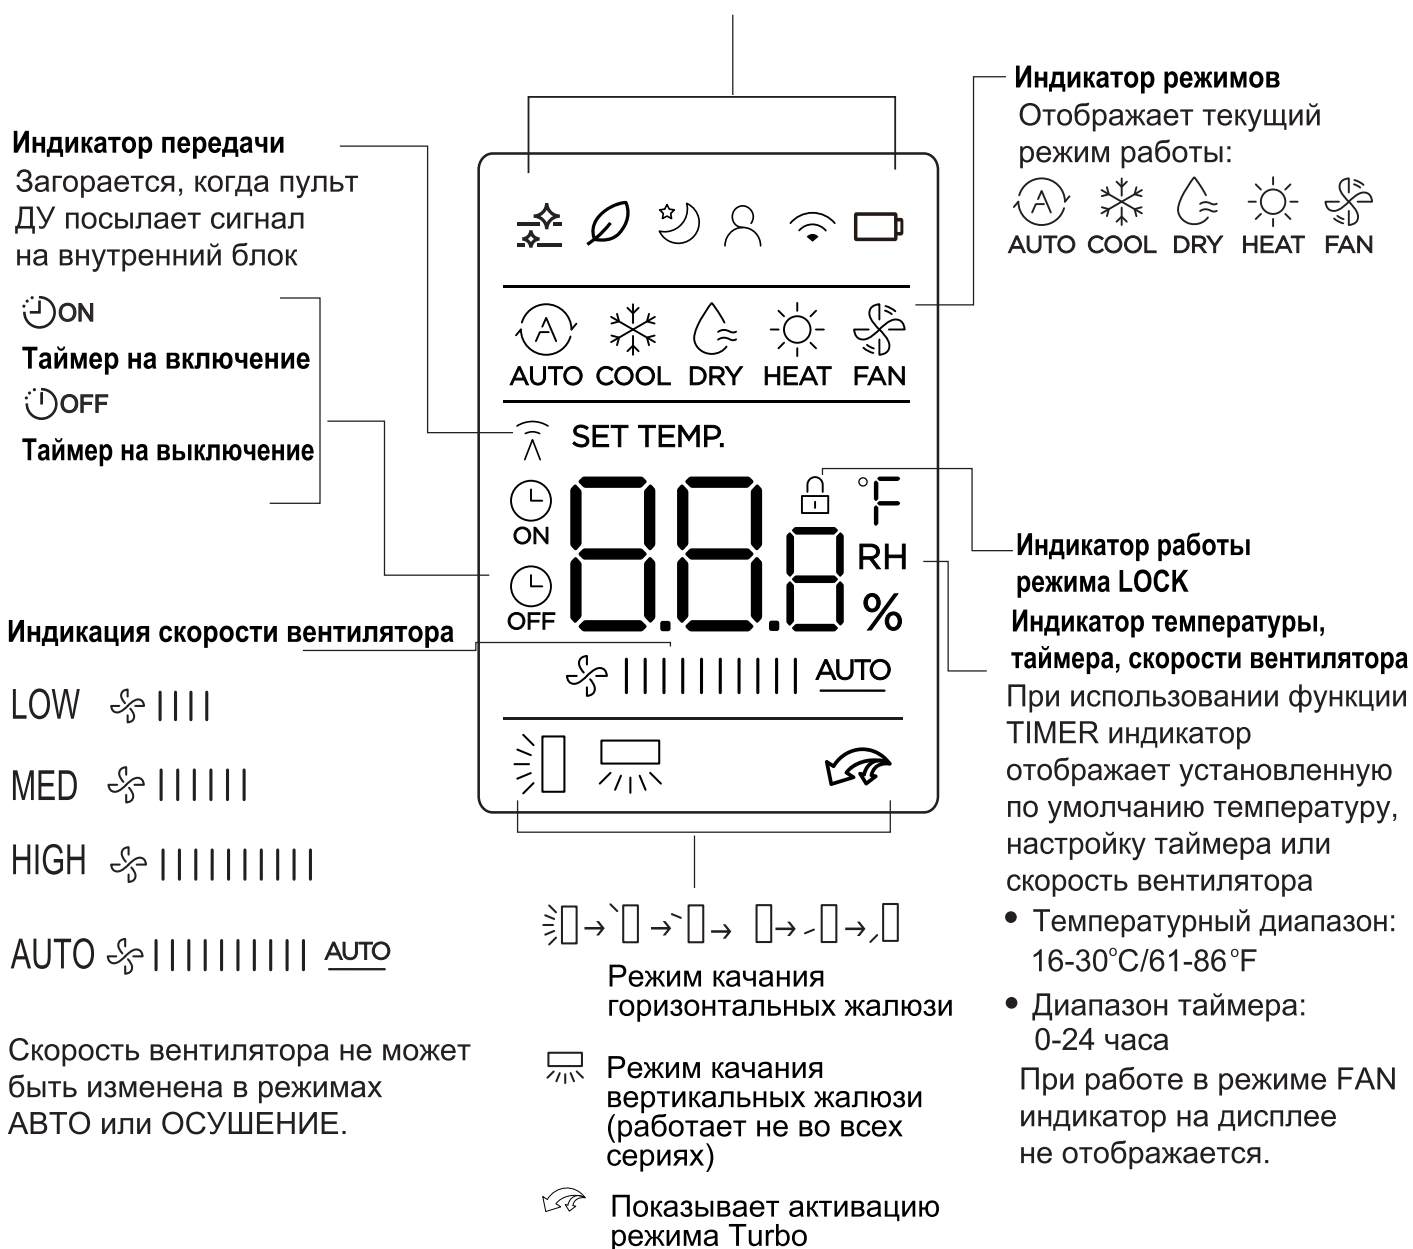 Индикатор передачи
Загорается, когда пульт
ДУ посылает сигнал
на внутренний блок
ON
Таймер на включение
OFF
Таймер на выключение
Индикация скорости вентилятора
LOW
MED
HIGH
AUTO AUTO
Скорость вентилятора не может
быть изменена в режимах
АВТО или ОСУШЕНИЕ.
A
AUTO COOL DRY HEAT FAN
SET TEMP.
ON
OFF
88.8.
°F
RH
%
AUTO
Режим качания
горизонтальных жалюзи
Режим качания
вертикальных жалюзи
(работает не во всех
сериях)
Показывает активацию
режима Turbo
Индикатор режимов
Отображает текущий
режим работы:
A
AUTO COOL DRY HEAT FAN
Индикатор работы
режима LOCK
Индикатор температуры,
таймера, скорости вентилятора
При использовании функции
TIMER индикатор
отображает установленную
по умолчанию температуру,
настройку таймера или
скорость вентилятора
• Температурный диапазон:
16-30°C/61-86°F
• Диапазон таймера:
0-24 часа
При работе в режиме FAN
индикатор на дисплее
не отображается.